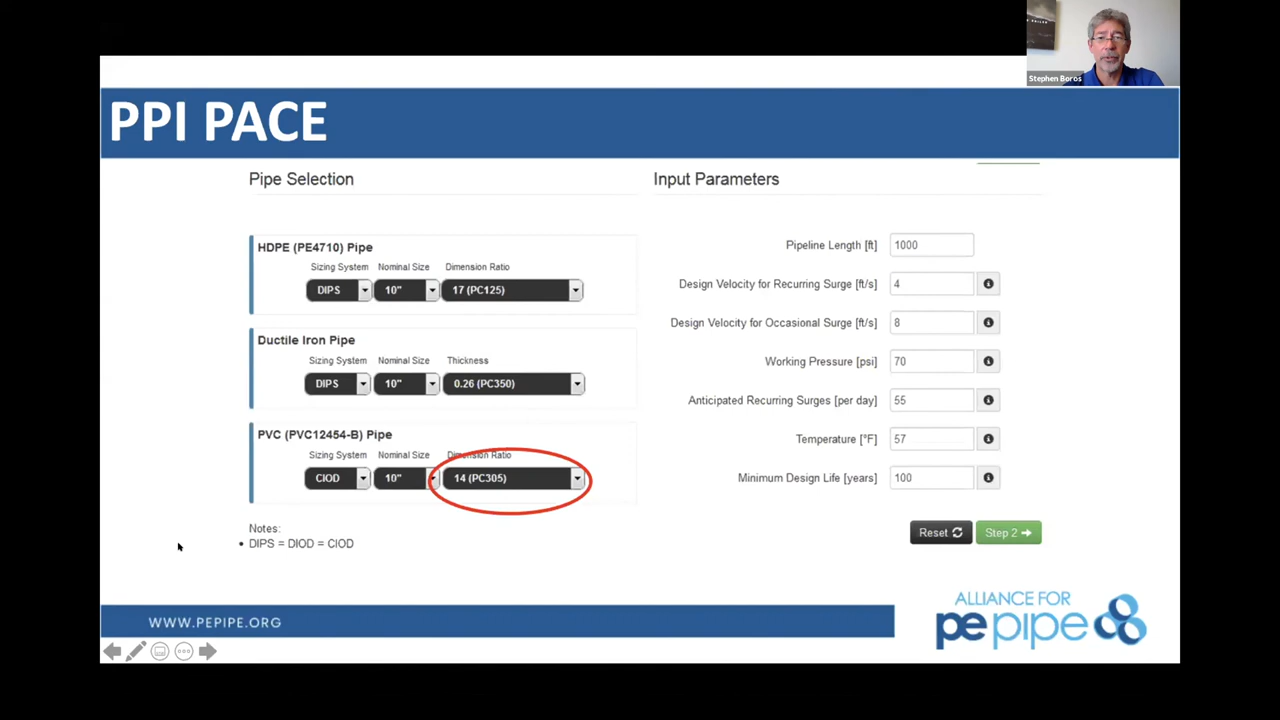 Stephen Boros
PPI PACE
Pipe Selection
HDPE (PE4710) Pipe
Sizing System Nominal Size Dimension Ratio
DIPS 10" 17 (PC125)
Ductile Iron Pipe
Sizing System Nominal Size Thickness
DIPS 10" 0.26 (PC350)
PVC (PVC12454-B) Pipe
Sizing System Nominal Size Dimension Ratio
CIOD 10" 14 (PC305)
Notes:
• DIPS = DIOD = CIOD
Input Parameters
Pipeline Length [ft] 1000
Design Velocity for Recurring Surge [ft/s] 4
Design Velocity for Occasional Surge [ft/s] 8
Working Pressure [psi] 70
Anticipated Recurring Surges [per day] 55
Temperature [°F] 57
Minimum Design Life [years] 100
Reset Step 2
WWW.PEPIPE.ORG
ALLIANCE FOR
pepipe